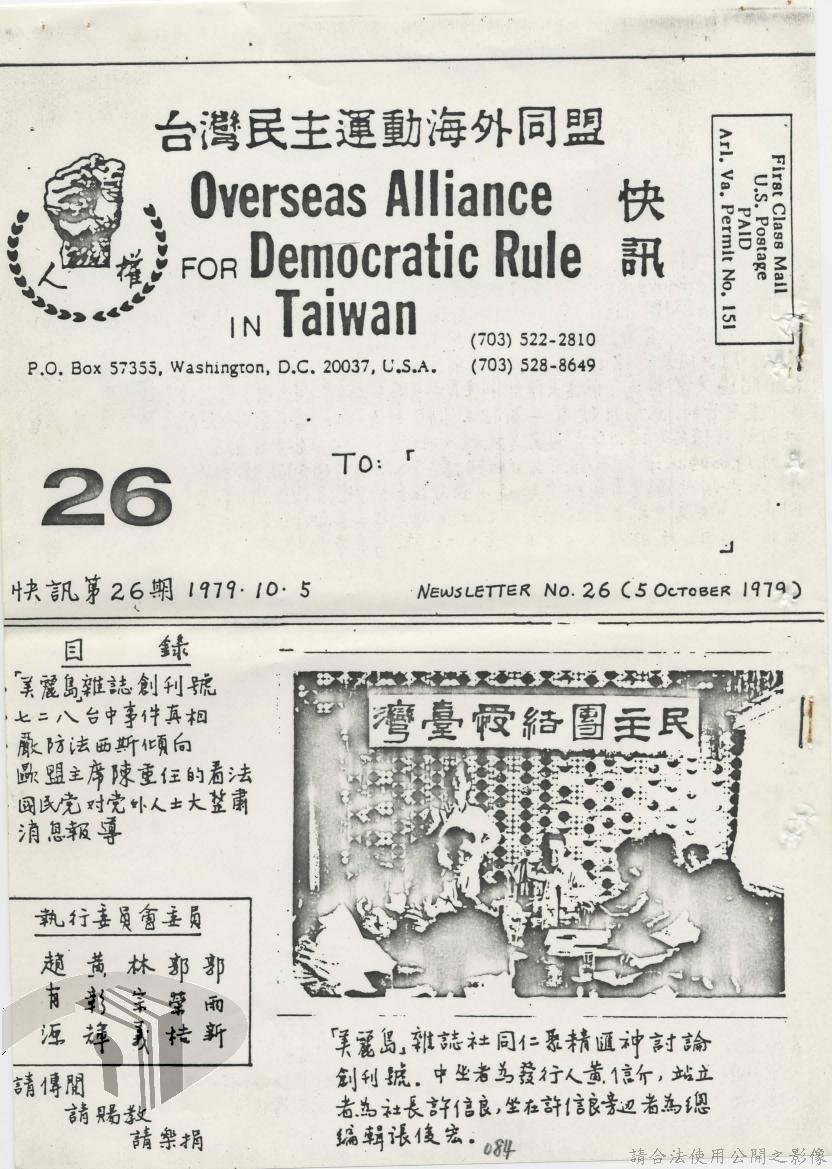 台灣民主運動海外同盟
Overseas Alliance
FOR Democratic Rule
IN Taiwan
快訊
人權
First Class Mail
U.S. Postage
PAID
Arl. Va. Permit No. 151
(703) 522-2810
P.O. Box 57355, Washington, D.C. 20037, U.S.A. (703) 528-8649
TO:「
」
26
快訊第26期 1979.10.5
NEWSLETTER NO. 26 (5 OCTOBER 1979)
目錄
「美麗島」雜誌創刊號
七二八台中事件真相
嚴防法西斯傾向
歐盟主席陳重任的看法
國民党对党外人士大整肅
消息報導
執行委員會委員
郭雨新
郭榮桔
林宗義
黃彰輝
趙有源
請傳閱
請賜教
請樂捐
民主團結愛臺灣
「美麗島」雜誌社同仁聚精匯神討論
創刊號。中坐者為發行人黃信介,站立
者為社長許信良,坐在許信良旁边者為總
編輯張俊宏。
084
請合法使用公開之影像